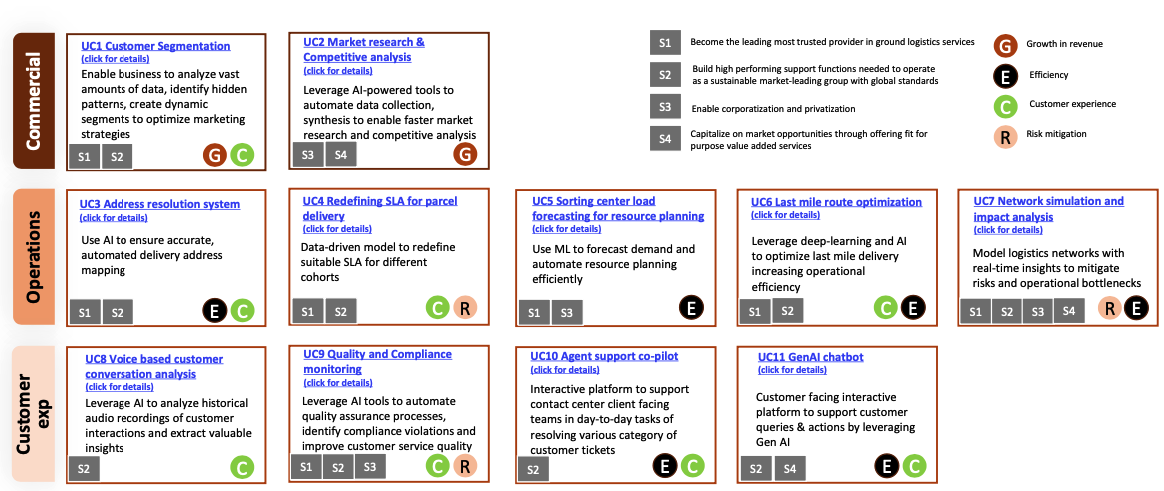 Commercial
UC1 Customer Segmentation
(click for details)
Enable business to analyze vast
amounts of data, identify hidden
patterns, create dynamic
segments to optimize marketing
strategies
S1 S2 G C
UC2 Market research &
Competitive analysis
(click for details)
Leverage AI-powered tools to
automate data collection,
synthesis to enable faster market
research and competitive analysis
S3 S4 G
S1 Become the leading most trusted provider in ground logistics services
S2 Build high performing support functions needed to operate
as a sustainable market-leading group with global standards
S3 Enable corporatization and privatization
S4 Capitalize on market opportunities through offering fit for
purpose value added services
G Growth in revenue
E Efficiency
C Customer experience
R Risk mitigation
Operations
UC3 Address resolution system
(click for details)
Use AI to ensure accurate,
automated delivery address
mapping
S1 S2 E C
UC4 Redefining SLA for parcel
delivery
(click for details)
Data-driven model to redefine
suitable SLA for different
cohorts
S1 S2 C R
UC5 Sorting center load
forecasting for resource planning
(click for details)
Use ML to forecast demand and
automate resource planning
efficiently
S1 S3 E
UC6 Last mile route optimization
(click for details)
Leverage deep-learning and AI
to optimize last mile delivery
increasing operational
efficiency
S1 S2 C E
UC7 Network simulation and
impact analysis
(click for details)
Model logistics networks with
real-time insights to mitigate
risks and operational bottlenecks
S1 S2 S3 S4 R E
Customer
exp
UC8 Voice based customer
conversation analysis
(click for details)
Leverage AI to analyze historical
audio recordings of customer
interactions and extract valuable
insights
S2 C
UC9 Quality and Compliance
monitoring
(click for details)
Leverage AI tools to automate
quality assurance processes,
identify compliance violations and
improve customer service quality
S1 S2 S3 C R
UC10 Agent support co-pilot
(click for details)
Interactive platform to support
contact center client facing
teams in day-to-day tasks of
resolving various category of
customer tickets
S2 E C
UC11 GenAI chatbot
(click for details)
Customer facing interactive
platform to support customer
queries & actions by leveraging
Gen AI
S2 S4 E C